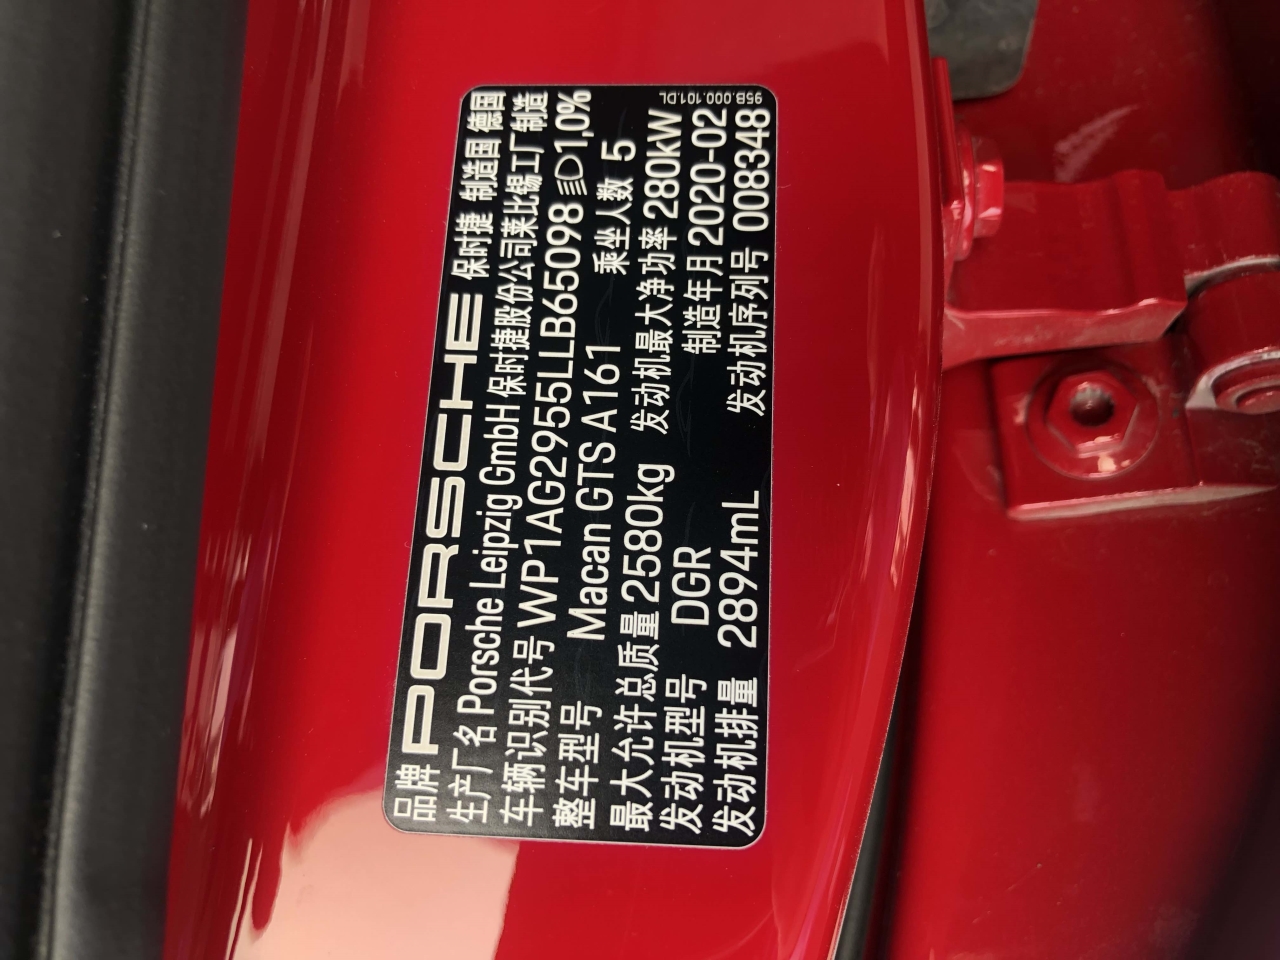 品牌 PORSCHE 保时捷 制造国 德国
生产厂名 Porsche Leipzig GmbH 保时捷股份公司莱比锡工厂制造
车辆识别代号 WP1AG2955LLB65098 1,0%
整车型号 Macan GTS A161 乘坐人数 5
最大允许总质量 2580kg 发动机最大净功率 280kW
发动机型号 DGR 制造年月 2020-02
发动机排量 2894mL 发动机序列号 008348
95B.000.101.DL